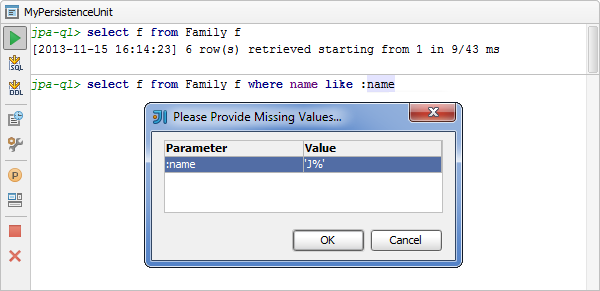 MyPersistenceUnit
jpa-ql> select f from Family f
[2013-11-15 16:14:23] 6 row(s) retrieved starting from 1 in 9/43 ms
jpa-ql> select f from Family f where name like :name
SQL
DDL
Please Provide Missing Values...
Parameter Value
:name 'J%'
P
OK Cancel